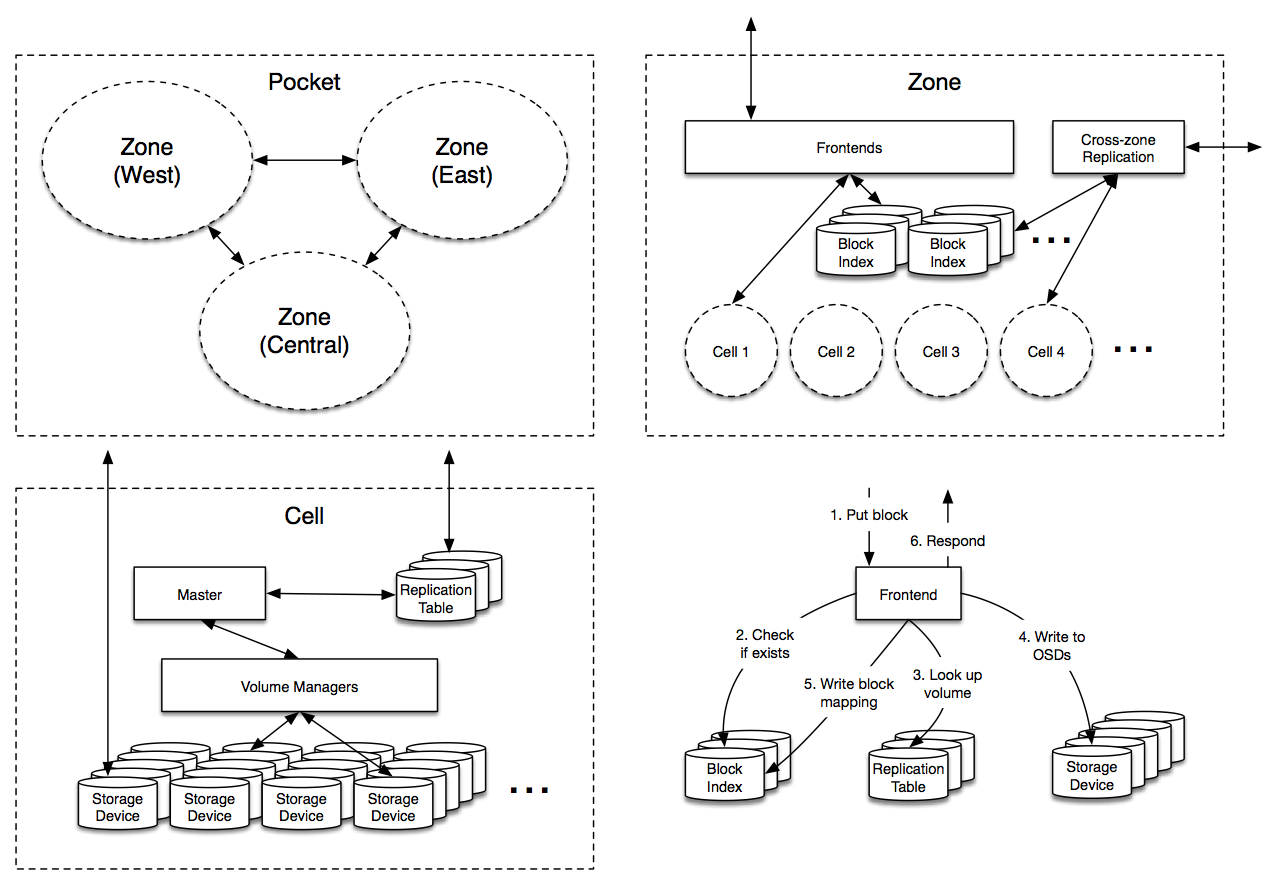 Pocket
Zone
(West)
Zone
(East)
Zone
(Central)
Zone
Frontends
Cross-zone
Replication
Block
Index
Block
Index
...
Cell 1
Cell 2
Cell 3
Cell 4
...
Cell
Master
Replication
Table
Volume Managers
Storage
Device
Storage
Device
Storage
Device
Storage
Device
...
1. Put block
6. Respond
Frontend
2. Check
if exists
4. Write to
OSDs
5. Write block
mapping
3. Look up
volume
Block
Index
Replication
Table
Storage
Device